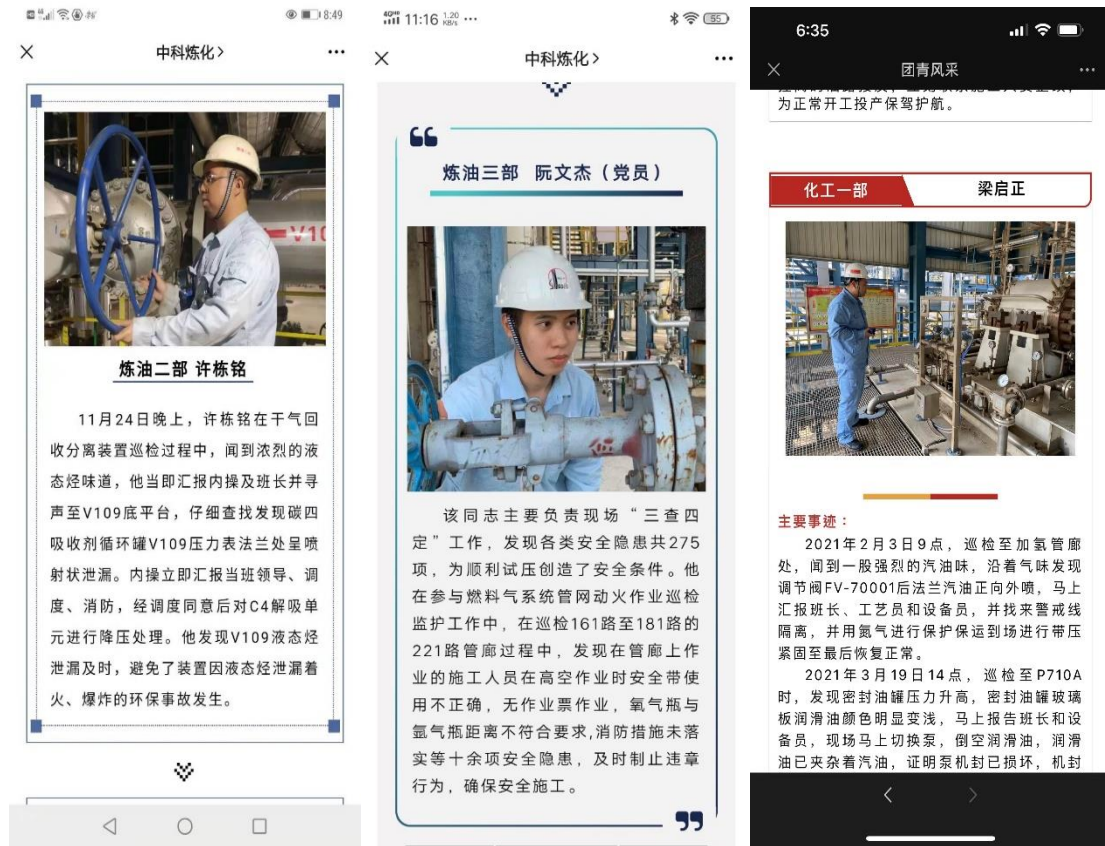 8:49
中科炼化>
V10
炼油二部 许栋铭
11月24日晚上，许栋铭在干气回
收分离装置巡检过程中，闻到浓烈的液
态烃味道，他当即汇报内操及班长并寻
声至V109底平台，仔细查找发现碳四
吸收剂循环罐V109压力表法兰处呈喷
射状泄漏。内操立即汇报当班领导、调
度、消防，经调度同意后对C4解吸单
元进行降压处理。他发现V109液态烃
泄漏及时，避免了装置因液态烃泄漏着
火、爆炸的环保事故发生。
11:16 1.20 KB/s ··· 55
中科炼化>
炼油三部 阮文杰（党员）
该同志主要负责现场“三查四
定”工作，发现各类安全隐患共275
项，为顺利试压创造了安全条件。他
在参与燃料气系统管网动火作业巡检
监护工作中，在巡检161路至181路的
221路管廊过程中，发现在管廊上作
业的施工人员在高空作业时安全带使
用不正确，无作业票作业，氧气瓶与
氩气瓶距离不符合要求,消防措施未落
实等十余项安全隐患，及时制止违章
行为，确保安全施工。
6:35
团青风采
为正常开工投产保驾护航。
化工一部 梁启正
主要事迹：
2021年2月3日9点，巡检至加氢管廊
处，闻到一股强烈的汽油味，沿着气味发现
调节阀FV-70001后法兰汽油正向外喷，马上
汇报班长、工艺员和设备员，并找来警戒线
隔离，并用氮气进行保护保运到场进行带压
紧固至最后恢复正常。
2021年3月19日14点，巡检至P710A
时，发现密封油罐压力升高，密封油罐玻璃
板润滑油颜色明显变浅，马上报告班长和设
备员，现场马上切换泵，倒空润滑油，润滑
油已夹杂着汽油，证明泵机封已损坏，机封